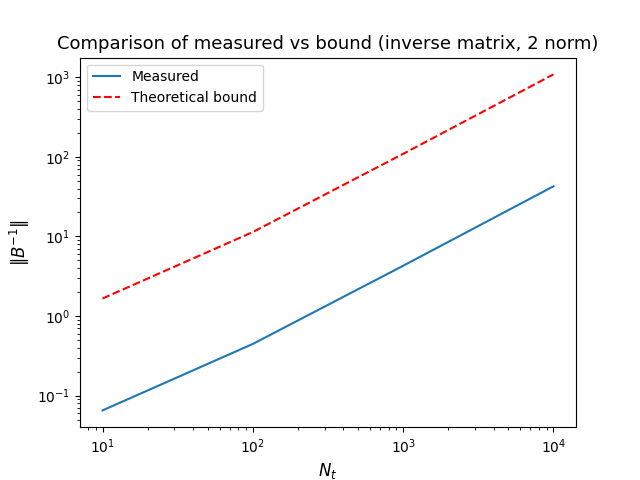 Comparison of measured vs bound (inverse matrix, 2 norm)
Measured
Theoretical bound
10³
10²
10¹
10⁰
10⁻¹
‖B⁻¹‖
10¹ 10² 10³ 10⁴
Nₜ